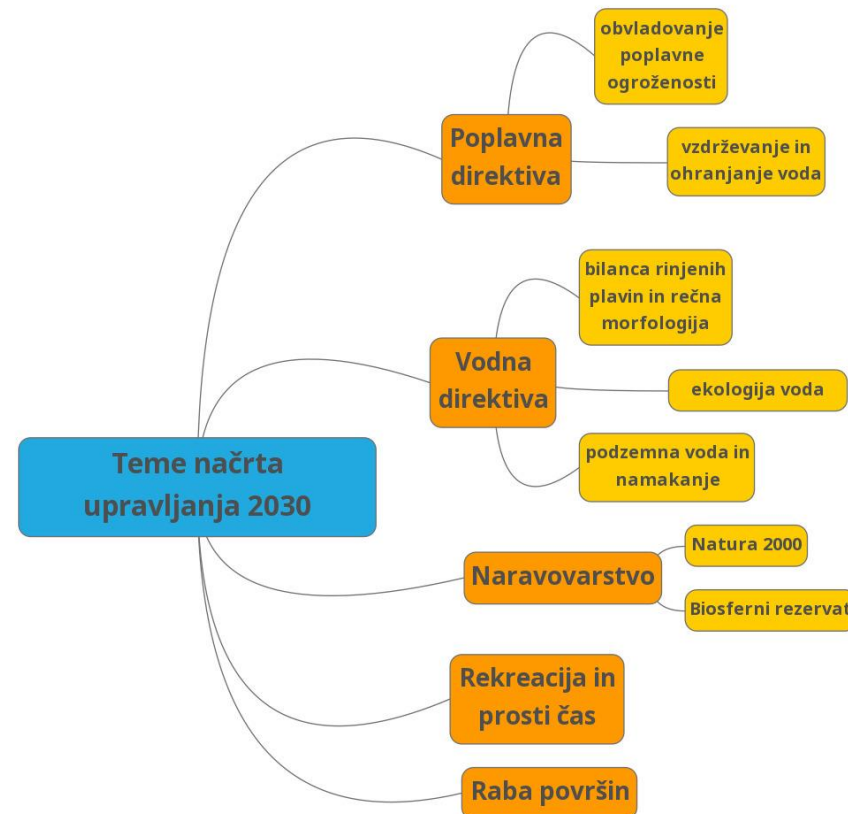 obvladovanje
poplavne
ogroženosti
Poplavna
direktiva
vzdrževanje in
ohranjanje voda
bilanca rinjenih
plavin in rečna
morfologija
Vodna
direktiva
ekologija voda
podzemna voda in
namakanje
Teme načrta
upravljanja 2030
Naravovarstvo
Natura 2000
Biosferni rezervat
Rekreacija in
prosti čas
Raba površin